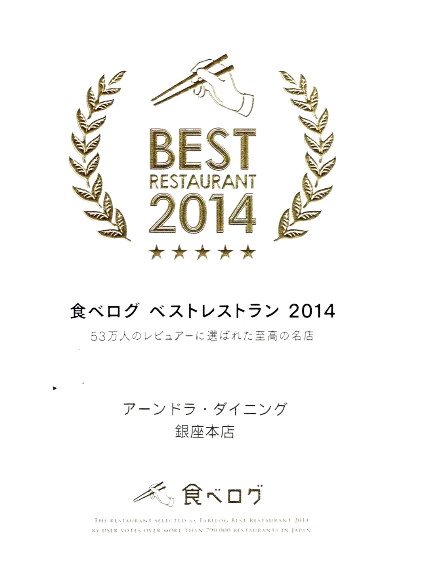 BEST
RESTAURANT
2014
食べログ ベストレストラン 2014
53万人のレビュアーに選ばれた至高の名店
アーンドラ・ダイニング
銀座本店
食べログ
THE RESTAURANT SELECTED AS TABELOG BEST RESTAURANT 2014
BY USER VOTES OVER MORE THAN 790,000 RESTAURANTS IN JAPAN